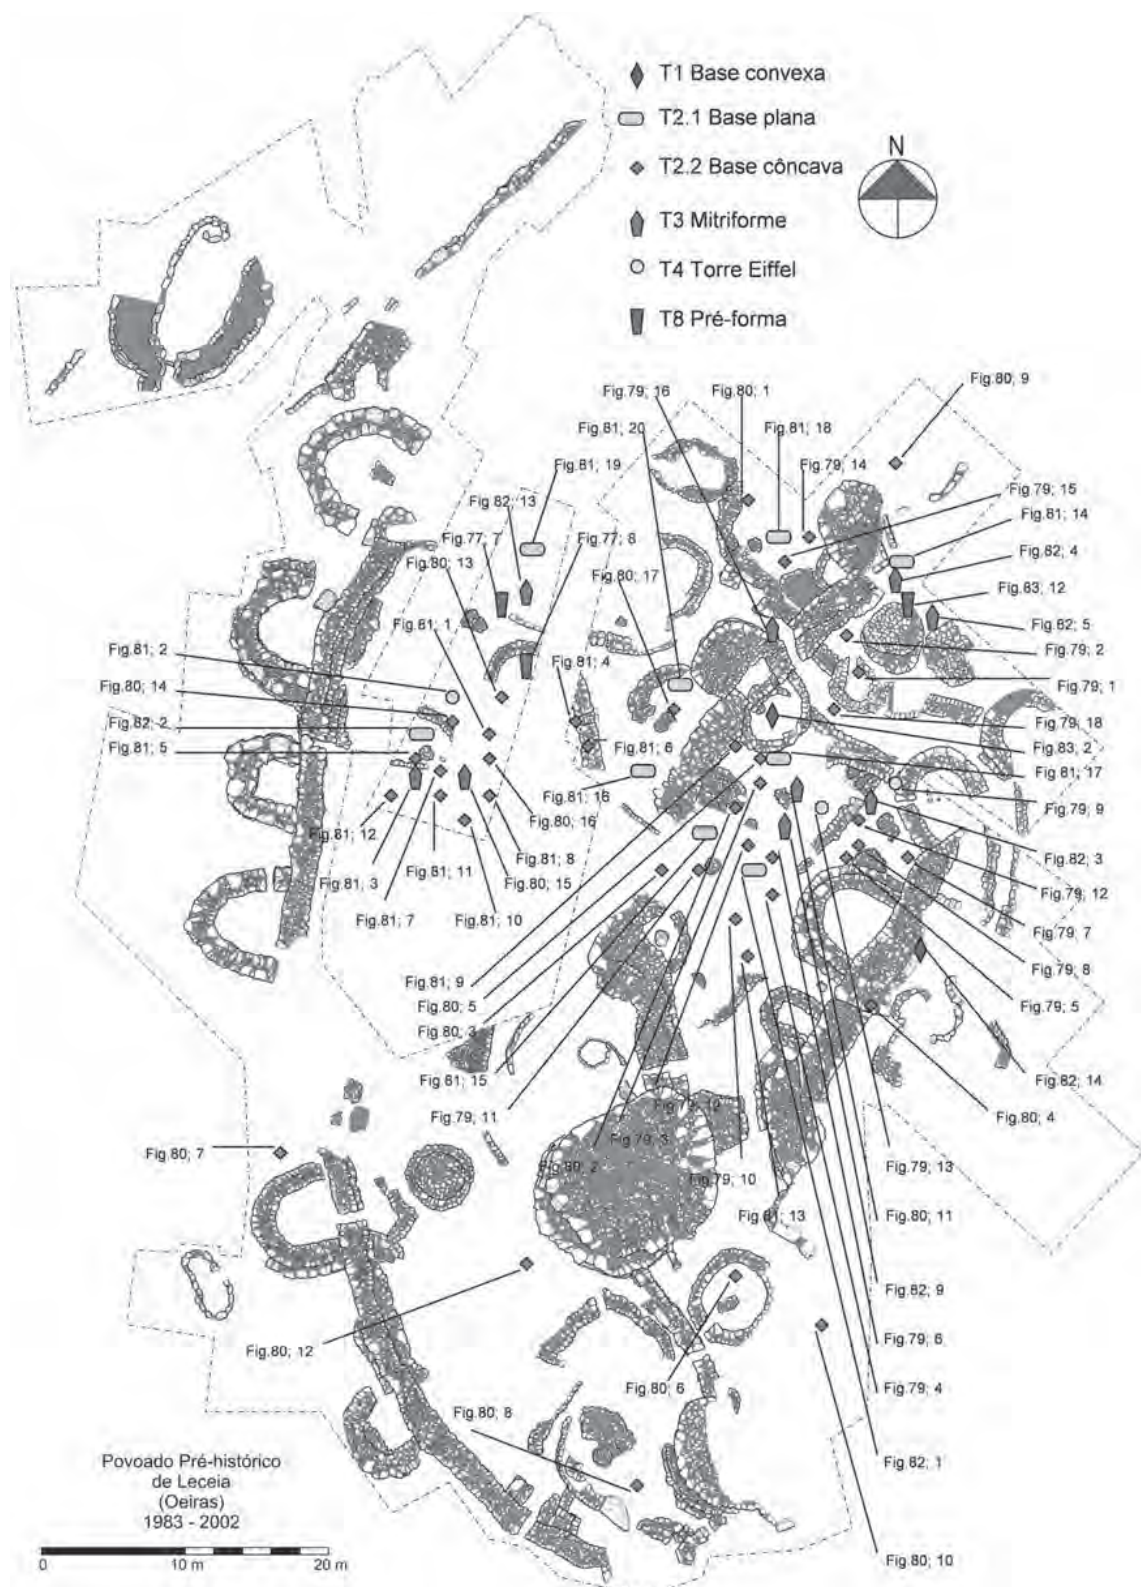 T1 Base convexa
T2.1 Base plana
N
T2.2 Base côncava
T3 Mitriforme
T4 Torre Eiffel
T8 Pré-forma
Fig.80; 9
Fig.79; 16
Fig.80; 1
Fig.81; 20
Fig.81; 18
Fig.81; 19
Fig.79; 14
Fig.79; 15
Fig.82; 13
Fig.81; 14
Fig.77; 7
Fig.77; 8
Fig.82; 4
Fig.80; 13
Fig.80; 17
Fig.83; 12
Fig.81; 1
Fig.82; 5
Fig.81; 2
Fig.79; 2
Fig.81; 4
Fig.80; 14
Fig.79; 1
Fig.82; 2
Fig.79; 18
Fig.81; 5
Fig.81; 6
Fig.83; 2
Fig.81; 17
Fig.81; 16
Fig.79; 9
Fig.81; 12
Fig.80; 16
Fig.81; 3
Fig.81; 11
Fig.81; 8
Fig.82; 3
Fig.80; 15
Fig.79; 12
Fig.81; 7
Fig.81; 10
Fig.79; 7
Fig.79; 8
Fig.81; 9
Fig.79; 5
Fig.80; 5
Fig.80; 3
Fig.81; 15
Fig.82; 14
Fig.79; 11
Fig.80; 4
Fig.79; 3
Fig.80; 7
Fig.80; 2
Fig.79; 10
Fig.79; 13
Fig.81; 13
Fig.80; 11
Fig.82; 9
Fig.80; 12
Fig.79; 6
Fig.80; 6
Fig.79; 4
Fig.80; 8
Fig.82; 1
Povoado Pré-histórico
de Leceia
(Oeiras)
1983 - 2002
0 10 m 20 m
Fig.80; 10